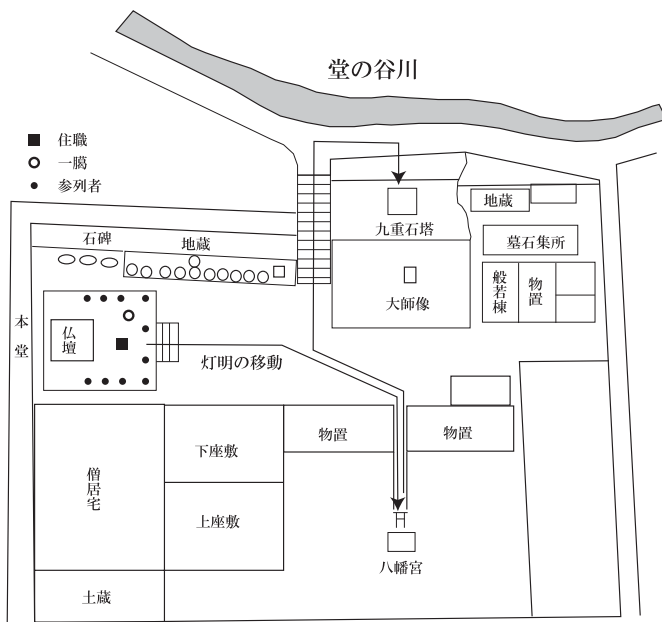 堂の谷川
住職
一﨟
参列者
石碑
地蔵
九重石塔
地蔵
墓石集所
大師像
般若棟
物置
本堂
仏壇
灯明の移動
下座敷
物置
物置
僧居宅
上座敷
八幡宮
土蔵